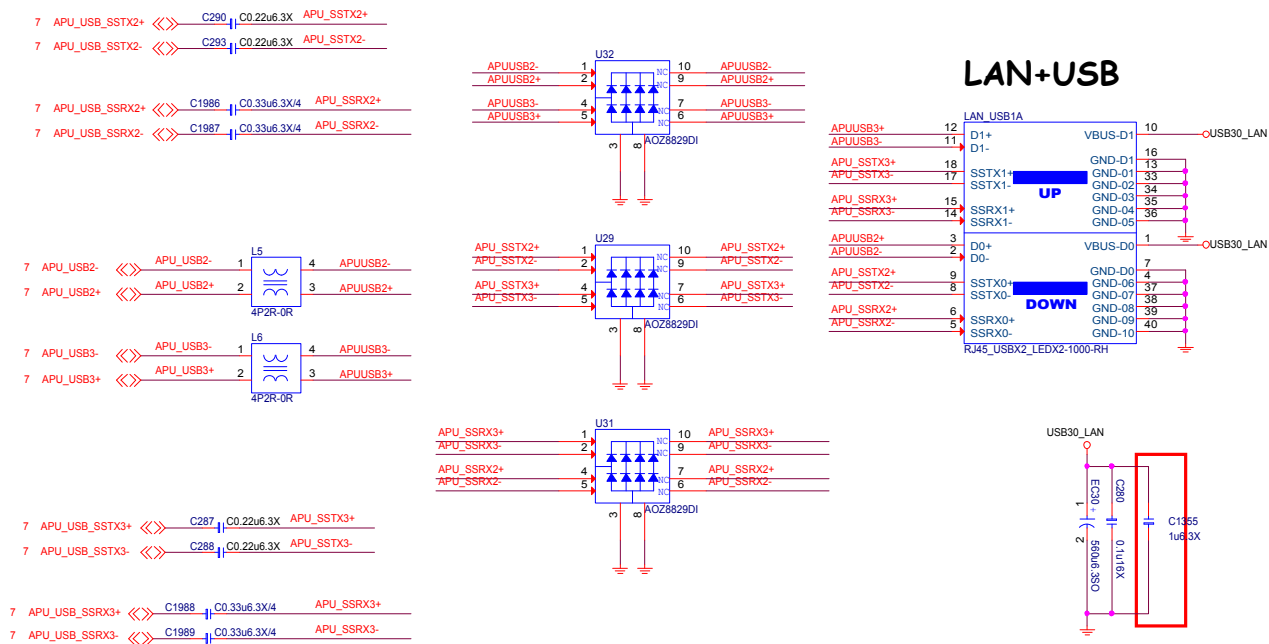 7 APU_USB_SSTX2+ C290 C0.22u6.3X APU_SSTX2+
7 APU_USB_SSTX2- C293 C0.22u6.3X APU_SSTX2-
7 APU_USB_SSRX2+ C1986 C0.33u6.3X/4 APU_SSRX2+
7 APU_USB_SSRX2- C1987 C0.33u6.3X/4 APU_SSRX2-
L5
7 APU_USB2- APU_USB2- 1 4 APUUSB2-
7 APU_USB2+ APU_USB2+ 2 3 APUUSB2+
4P2R-0R
L6
7 APU_USB3- APU_USB3- 1 4 APUUSB3-
7 APU_USB3+ APU_USB3+ 2 3 APUUSB3+
4P2R-0R
7 APU_USB_SSTX3+ C287 C0.22u6.3X APU_SSTX3+
7 APU_USB_SSTX3- C288 C0.22u6.3X APU_SSTX3-
7 APU_USB_SSRX3+ C1988 C0.33u6.3X/4 APU_SSRX3+
7 APU_USB_SSRX3- C1989 C0.33u6.3X/4 APU_SSRX3-
U32
APUUSB2- 1 NC 10 APUUSB2-
APUUSB2+ 2 NC 9 APUUSB2+
APUUSB3- 4 NC 7 APUUSB3-
APUUSB3+ 5 NC 6 APUUSB3+
AOZ8829DI
3 8
U29
APU_SSTX2+ 1 NC 10 APU_SSTX2+
APU_SSTX2- 2 NC 9 APU_SSTX2-
APU_SSTX3+ 4 NC 7 APU_SSTX3+
APU_SSTX3- 5 NC 6 APU_SSTX3-
AOZ8829DI
3 8
U31
APU_SSRX3+ 1 NC 10 APU_SSRX3+
APU_SSRX3- 2 NC 9 APU_SSRX3-
APU_SSRX2+ 4 NC 7 APU_SSRX2+
APU_SSRX2- 5 NC 6 APU_SSRX2-
AOZ8829DI
3 8
LAN+USB
LAN_USB1A
APUUSB3+ 12 D1+ VBUS-D1 10 USB30_LAN
APUUSB3- 11 D1-
GND-D1 16
APU_SSTX3+ 18 SSTX1+ GND-01 13
APU_SSTX3- 17 SSTX1- GND-02 33
UP
GND-03 34
APU_SSRX3+ 15 SSRX1+ GND-04 35
APU_SSRX3- 14 SSRX1- GND-05 36
APUUSB2+ 3 D0+ VBUS-D0 1 USB30_LAN
APUUSB2- 2 D0-
GND-D0 7
APU_SSTX2+ 9 SSTX0+ GND-06 4
APU_SSTX2- 8 SSTX0- GND-07 37
DOWN
GND-08 38
APU_SSRX2+ 6 SSRX0+ GND-09 39
APU_SSRX2- 5 SSRX0- GND-10 40
RJ45_USBX2_LEDX2-1000-RH
USB30_LAN
1 2 EC30 + 560u6.3SO
C280 0.1u16X
C1355
1u6.3X